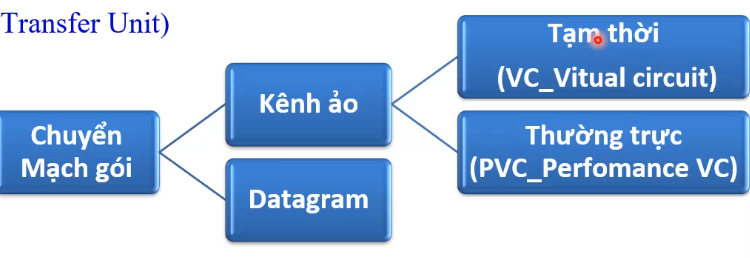 Transfer Unit)
Tạm thời
(VC_Vitual circuit)
Kênh ảo
Chuyển
Mạch gói
Thường trực
(PVC_Perfomance VC)
Datagram